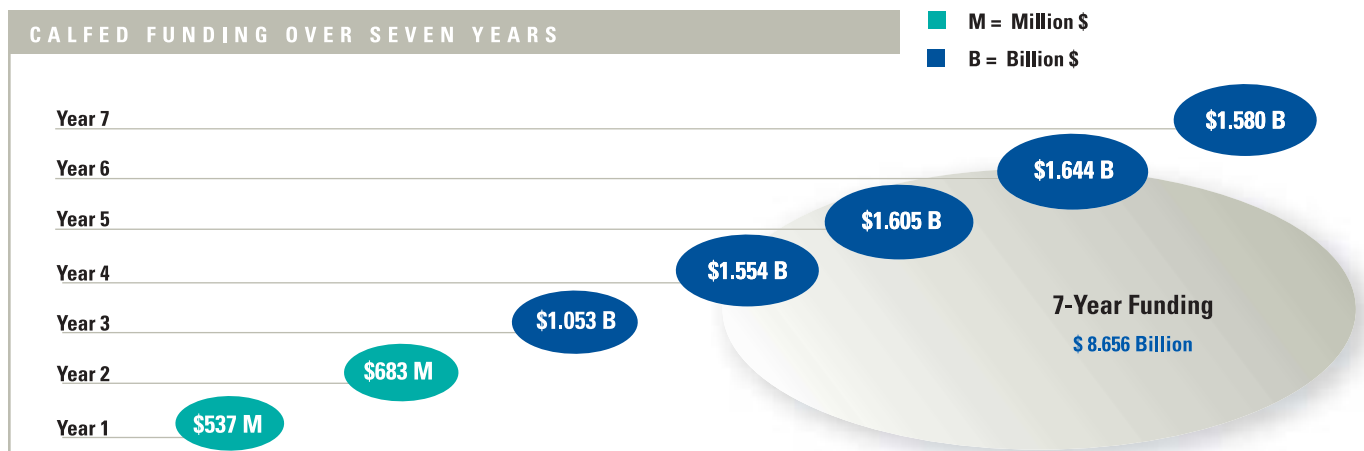 CALFED FUNDING OVER SEVEN YEARS
M = Million $
B = Billion $
Year 7
$1.580 B
Year 6
$1.644 B
Year 5
$1.605 B
Year 4
$1.554 B
Year 3
$1.053 B
Year 2
$683 M
Year 1
$537 M
7-Year Funding
$ 8.656 Billion